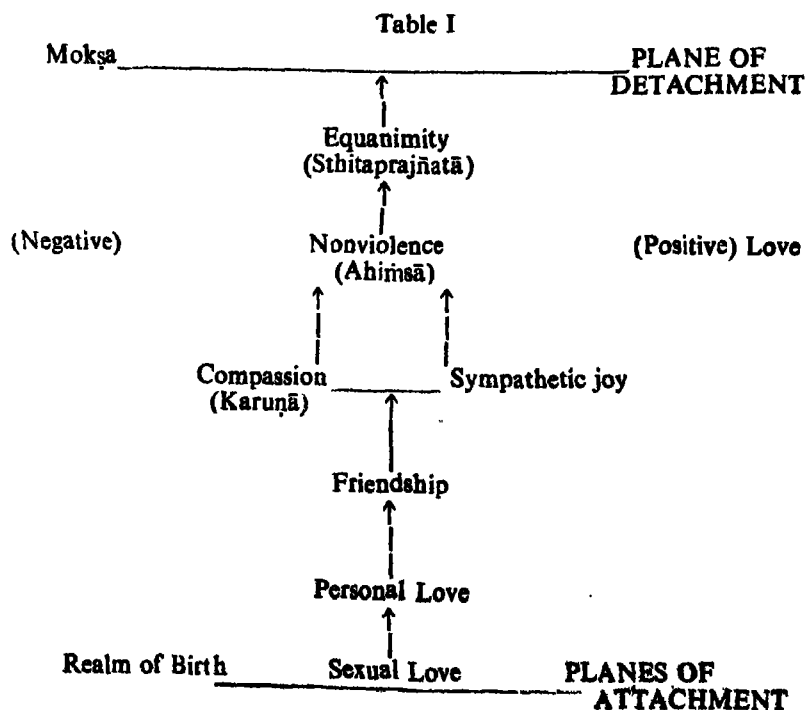 Table I
Mokṣa PLANE OF
DETACHMENT
Equanimity
(Sthitaprajñatā)
(Negative) Nonviolence (Positive) Love
(Ahiṁsā)
Compassion Sympathetic joy
(Karuṇā)
Friendship
Personal Love
Realm of Birth Sexual Love PLANES OF
ATTACHMENT